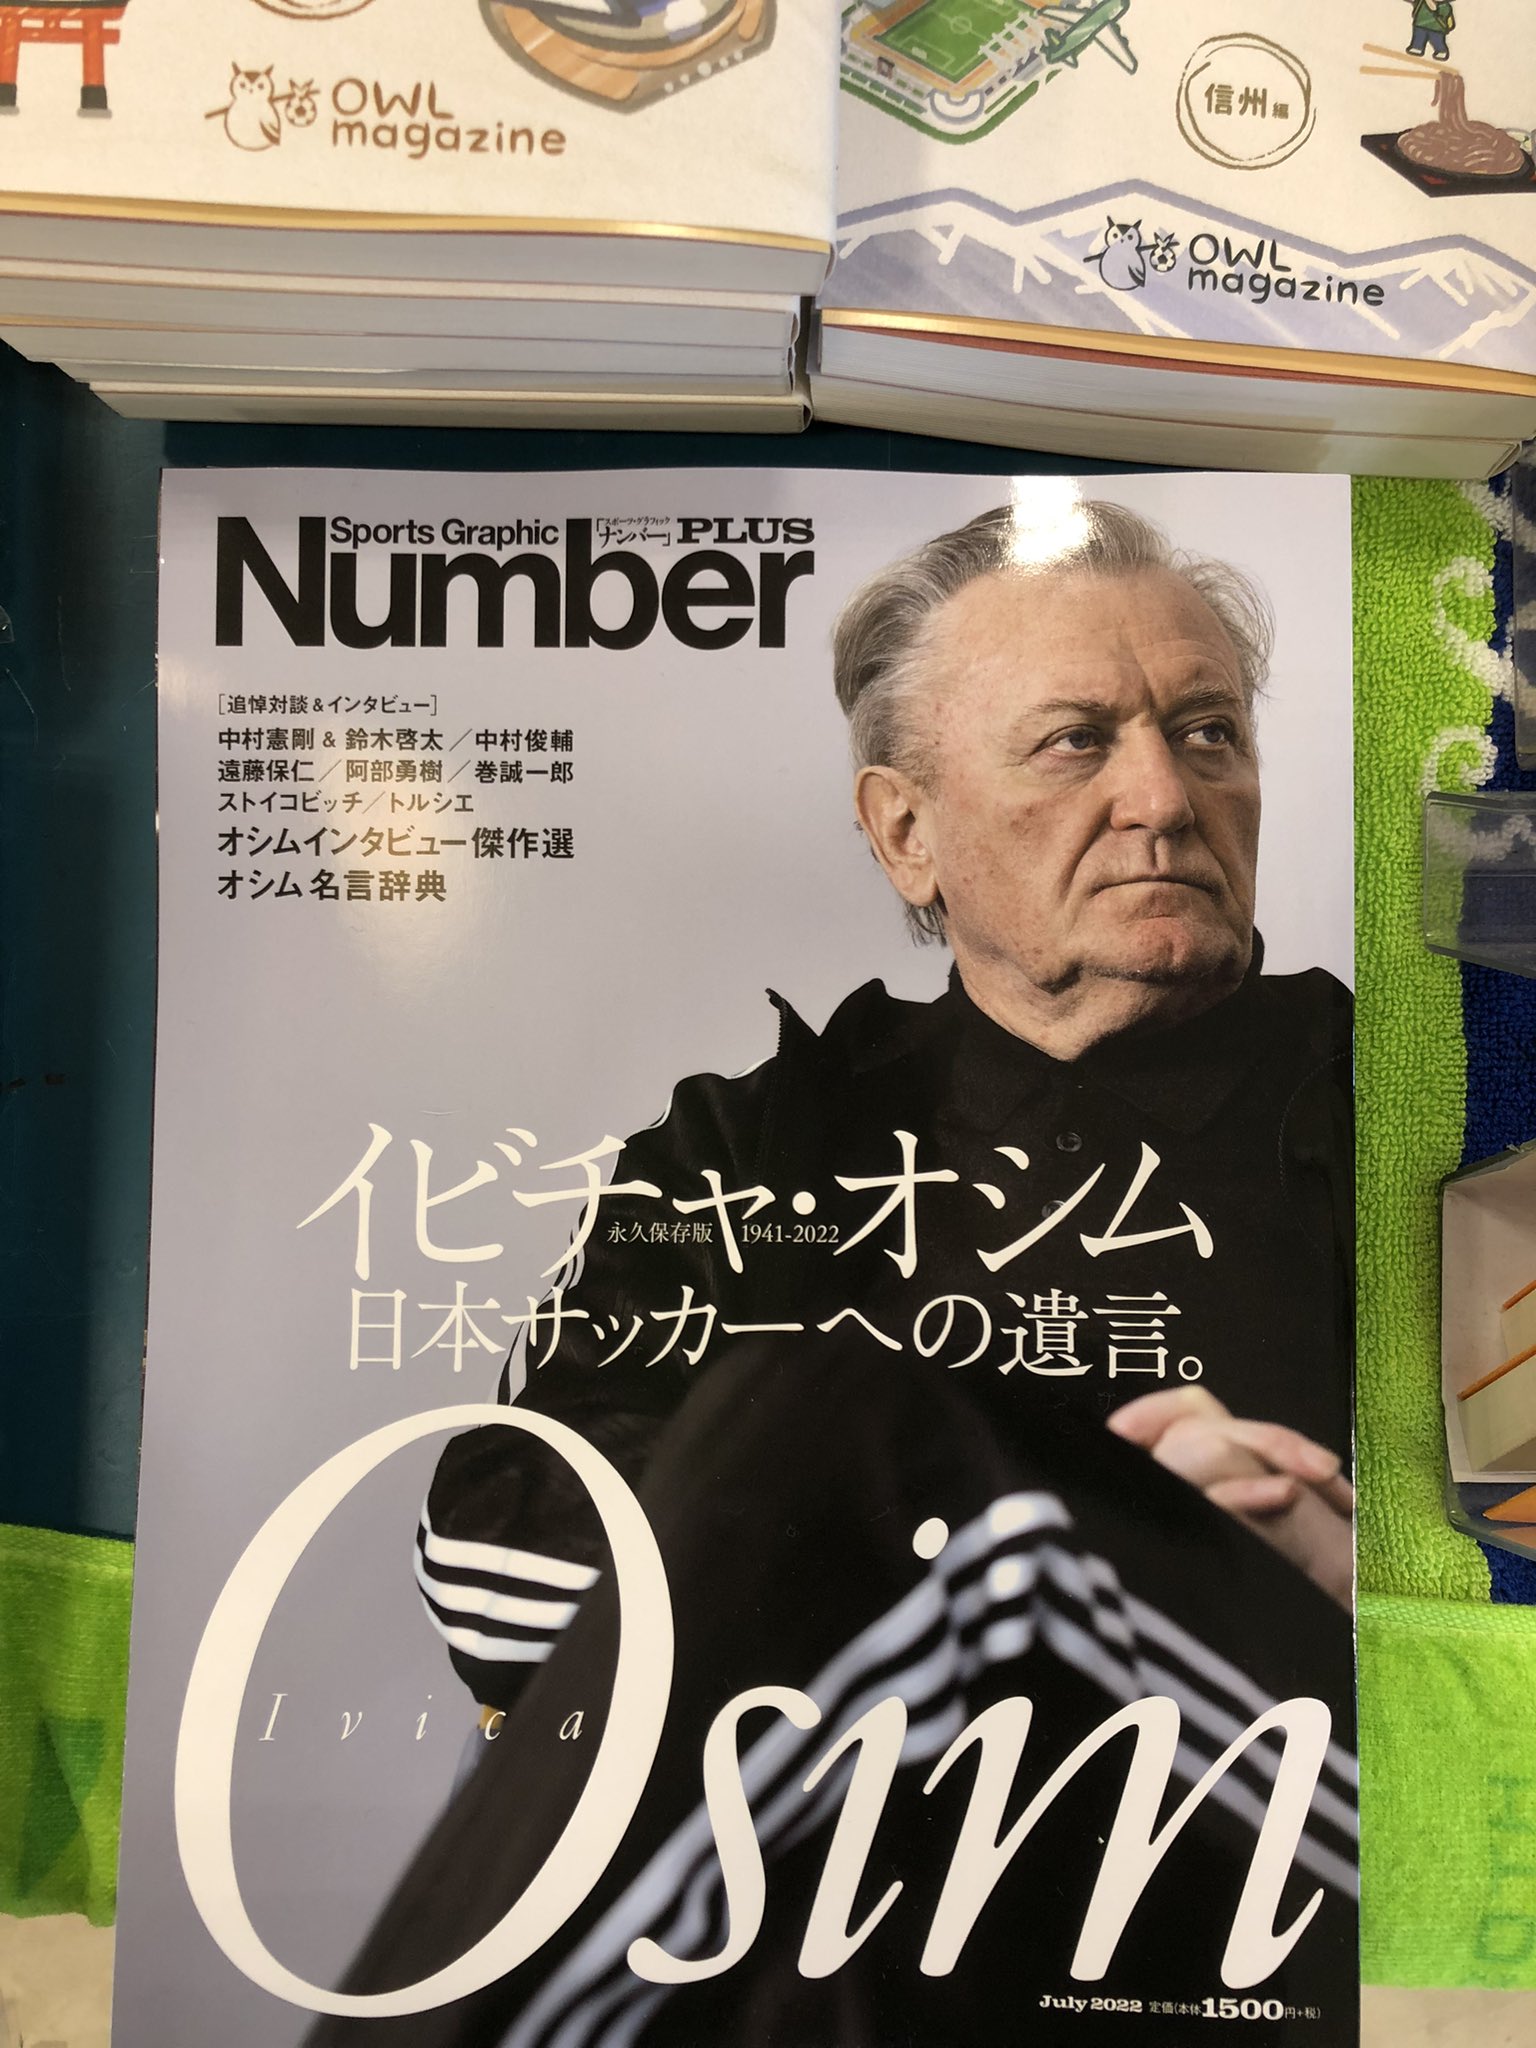 OWL
magazine
信州編
OWL
magazine
Sports Graphic
「スポーツ・グラフィック ナンバー」
PLUS
Number
[追悼対談&インタビュー]
中村憲剛&鈴木啓太/中村俊輔
遠藤保仁/阿部勇樹/巻誠一郎
ストイコビッチ/トルシエ
オシムインタビュー傑作選
オシム名言辞典
イビチャ・オシム
永久保存版 1941-2022
日本サッカーへの遺言。
Ivica
Osim
July 2022 定価(本体1500円+税)